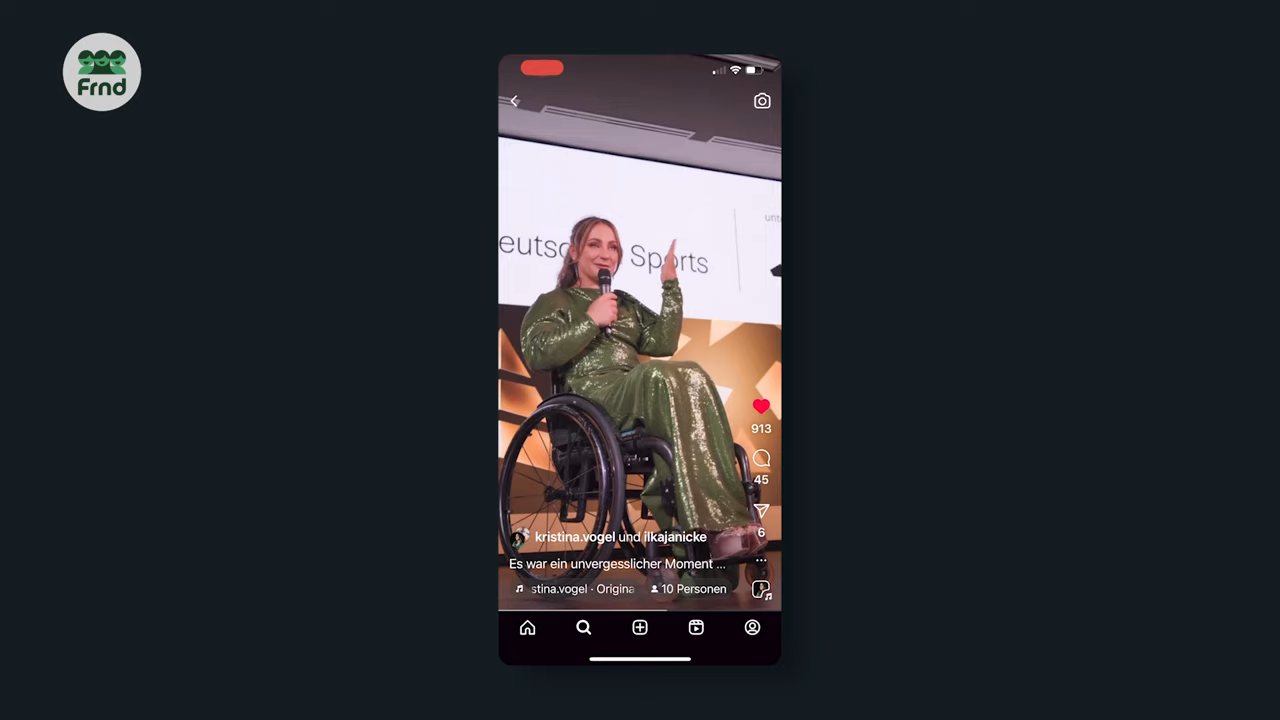 Frnd
Sports
913
45
6
kristina.vogel und ilkajanicke
Es war ein unvergesslicher Moment ...
stina.vogel · Origina
10 Personen